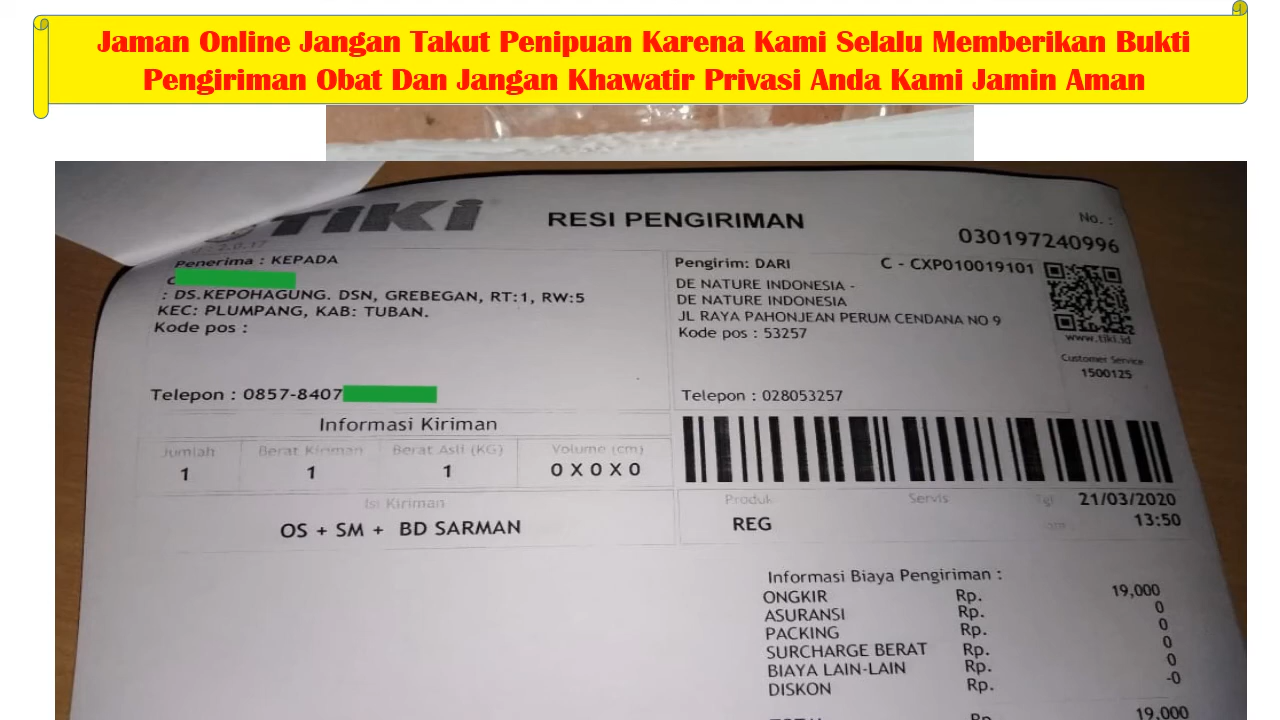 Jaman Online Jangan Takut Penipuan Karena Kami Selalu Memberikan Bukti
Pengiriman Obat Dan Jangan Khawatir Privasi Anda Kami Jamin Aman
TIKI
RESI PENGIRIMAN
No. :
030197240996
2.0.17
Penerima : KEPADA
: DS.KEPOHAGUNG. DSN, GREBEGAN, RT:1, RW:5
KEC: PLUMPANG, KAB: TUBAN.
Kode pos :
Telepon : 0857-8407
Pengirim: DARI
C - CXP010019101
DE NATURE INDONESIA -
DE NATURE INDONESIA
JL RAYA PAHONJEAN PERUM CENDANA NO 9
Kode pos : 53257
Telepon : 028053257
www.tiki.id
Customer Service
1500125
Informasi Kiriman
Jumlah Berat Kiriman Berat Asli (KG) Volume (cm)
1 1 1 0 X 0 X 0
Isi Kiriman
OS + SM + BD SARMAN
Produk Servis Tgl 21/03/2020
REG 13:50
Informasi Biaya Pengiriman :
ONGKIR Rp. 19,000
ASURANSI Rp. 0
PACKING Rp. 0
SURCHARGE BERAT Rp. 0
BIAYA LAIN-LAIN Rp. 0
DISKON Rp. -0
Rp 19,000